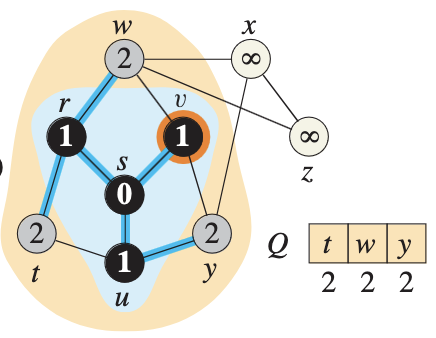 w x
2 ∞
r v
1 1 ∞
s z
0
2 2 Q t w y
1 2 2 2
t y
u